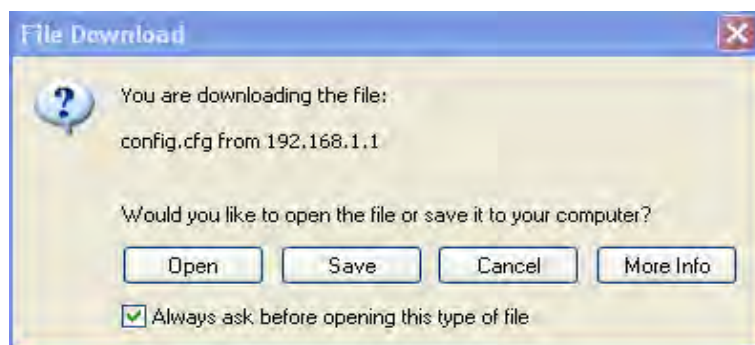 File Download
You are downloading the file:
config.cfg from 192.168.1.1
Would you like to open the file or save it to your computer?
Open Save Cancel More Info
Always ask before opening this type of file